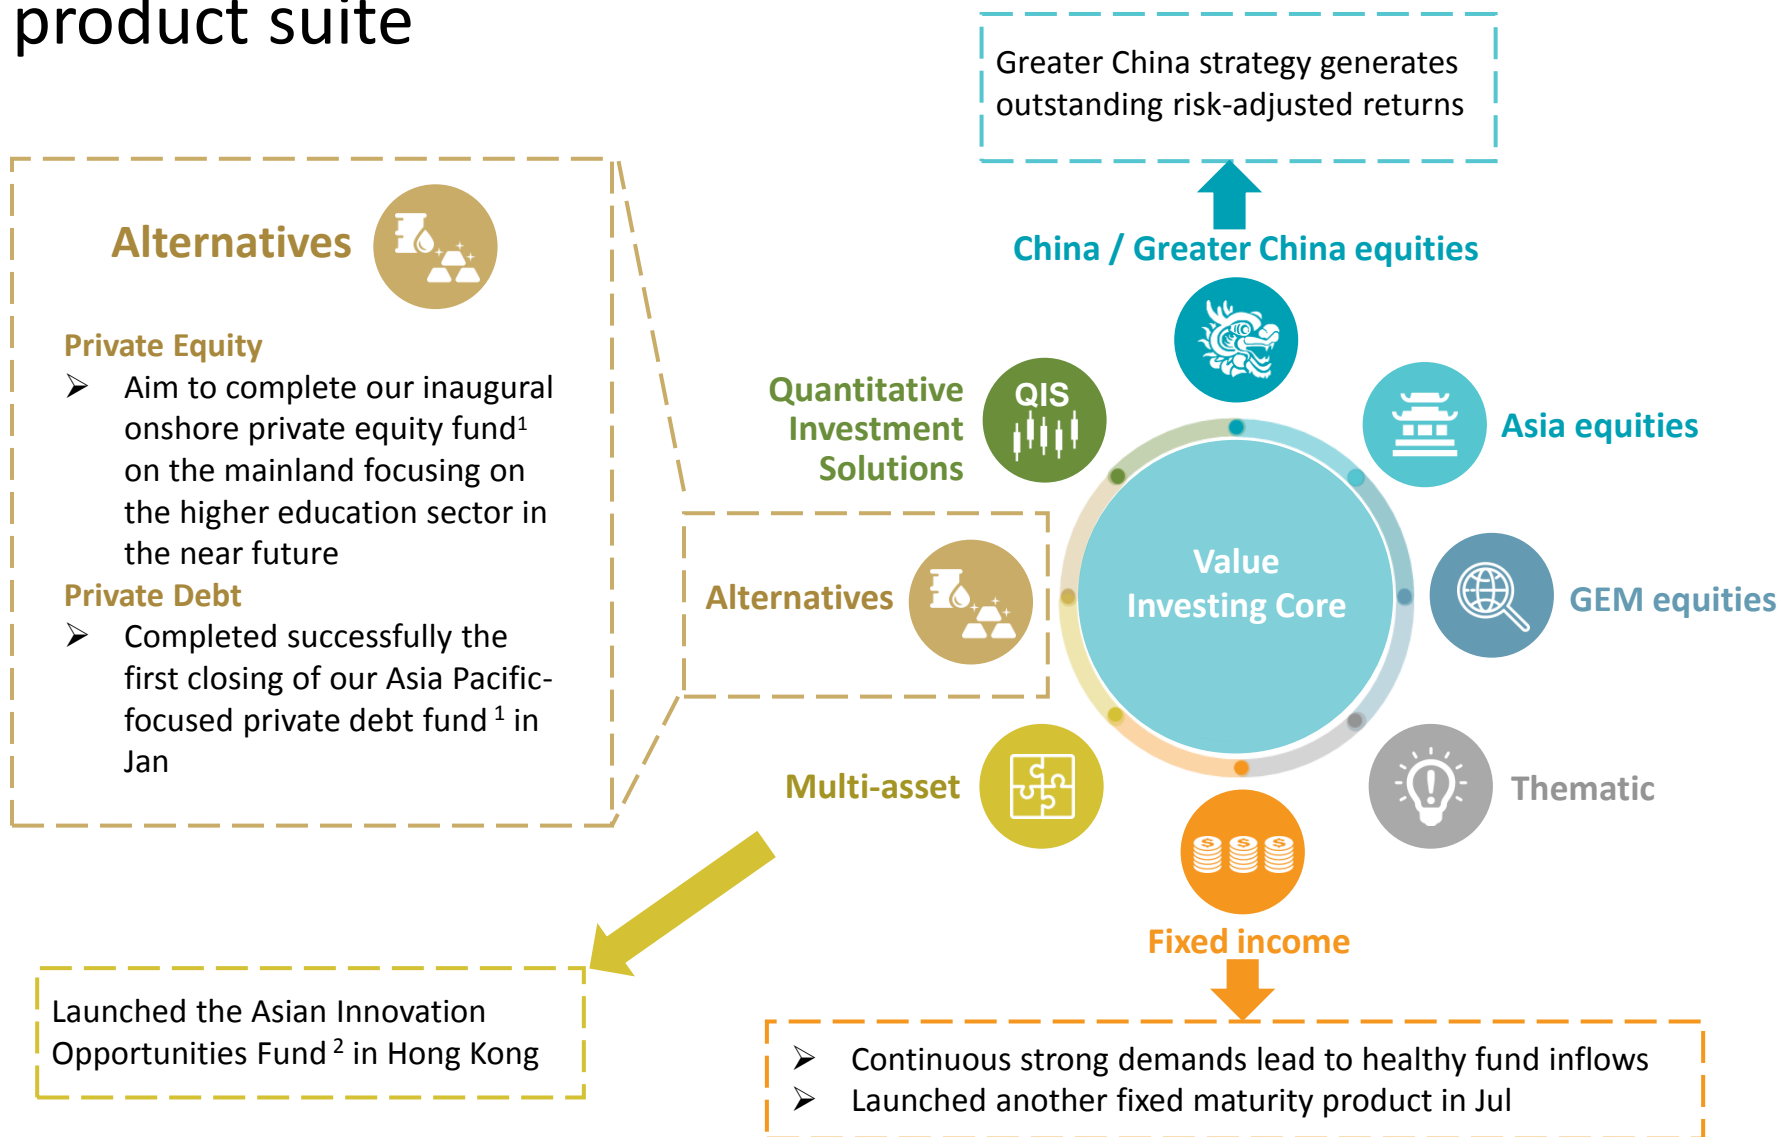 product suite
Greater China strategy generates
outstanding risk-adjusted returns
Alternatives
Private Equity
➢ Aim to complete our inaugural
onshore private equity fund¹
on the mainland focusing on
the higher education sector in
the near future
Private Debt
➢ Completed successfully the
first closing of our Asia Pacific-
focused private debt fund ¹ in
Jan
China / Greater China equities
Quantitative
Investment
Solutions
QIS
Asia equities
Alternatives
Value
Investing Core
GEM equities
Multi-asset
Thematic
$ $ $
Fixed income
Launched the Asian Innovation
Opportunities Fund ² in Hong Kong
➢ Continuous strong demands lead to healthy fund inflows
➢ Launched another fixed maturity product in Jul